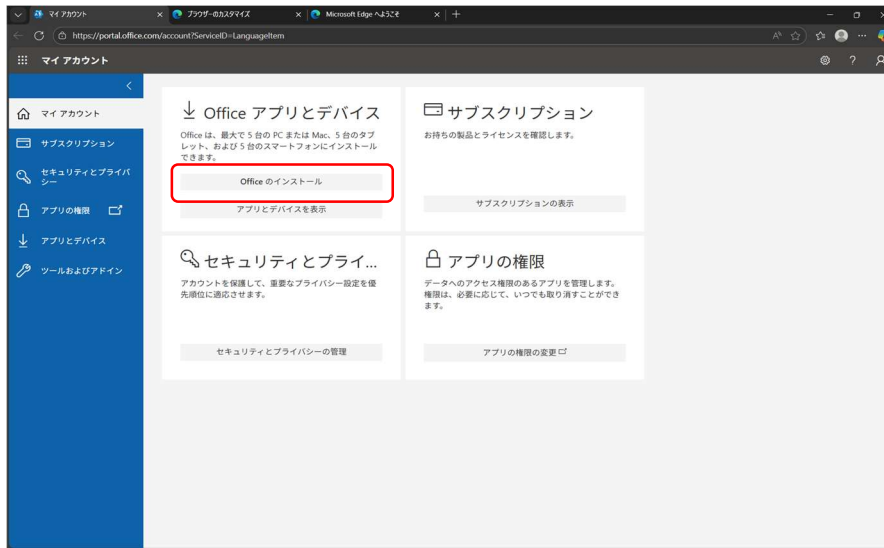 マイ アカウント
ブラウザーのカスタマイズ
Microsoft Edge へようこそ
https://portal.office.com/account?ServiceID=LanguageItem
マイ アカウント
マイ アカウント
サブスクリプション
セキュリティとプライバ
シー
アプリの権限
アプリとデバイス
ツールおよびアドイン
Office アプリとデバイス
Office は、最大で 5 台の PC または Mac、5 台のタブ
レット、および 5 台のスマートフォンにインストール
できます。
Office のインストール
アプリとデバイスを表示
サブスクリプション
お持ちの製品とライセンスを確認します。
サブスクリプションの表示
セキュリティとプライ...
アカウントを保護して、重要なプライバシー設定を優
先順位に適応させます。
セキュリティとプライバシーの管理
アプリの権限
データへのアクセス権限のあるアプリを管理します。
権限は、必要に応じて、いつでも取り消すことができ
ます。
アプリの権限の変更